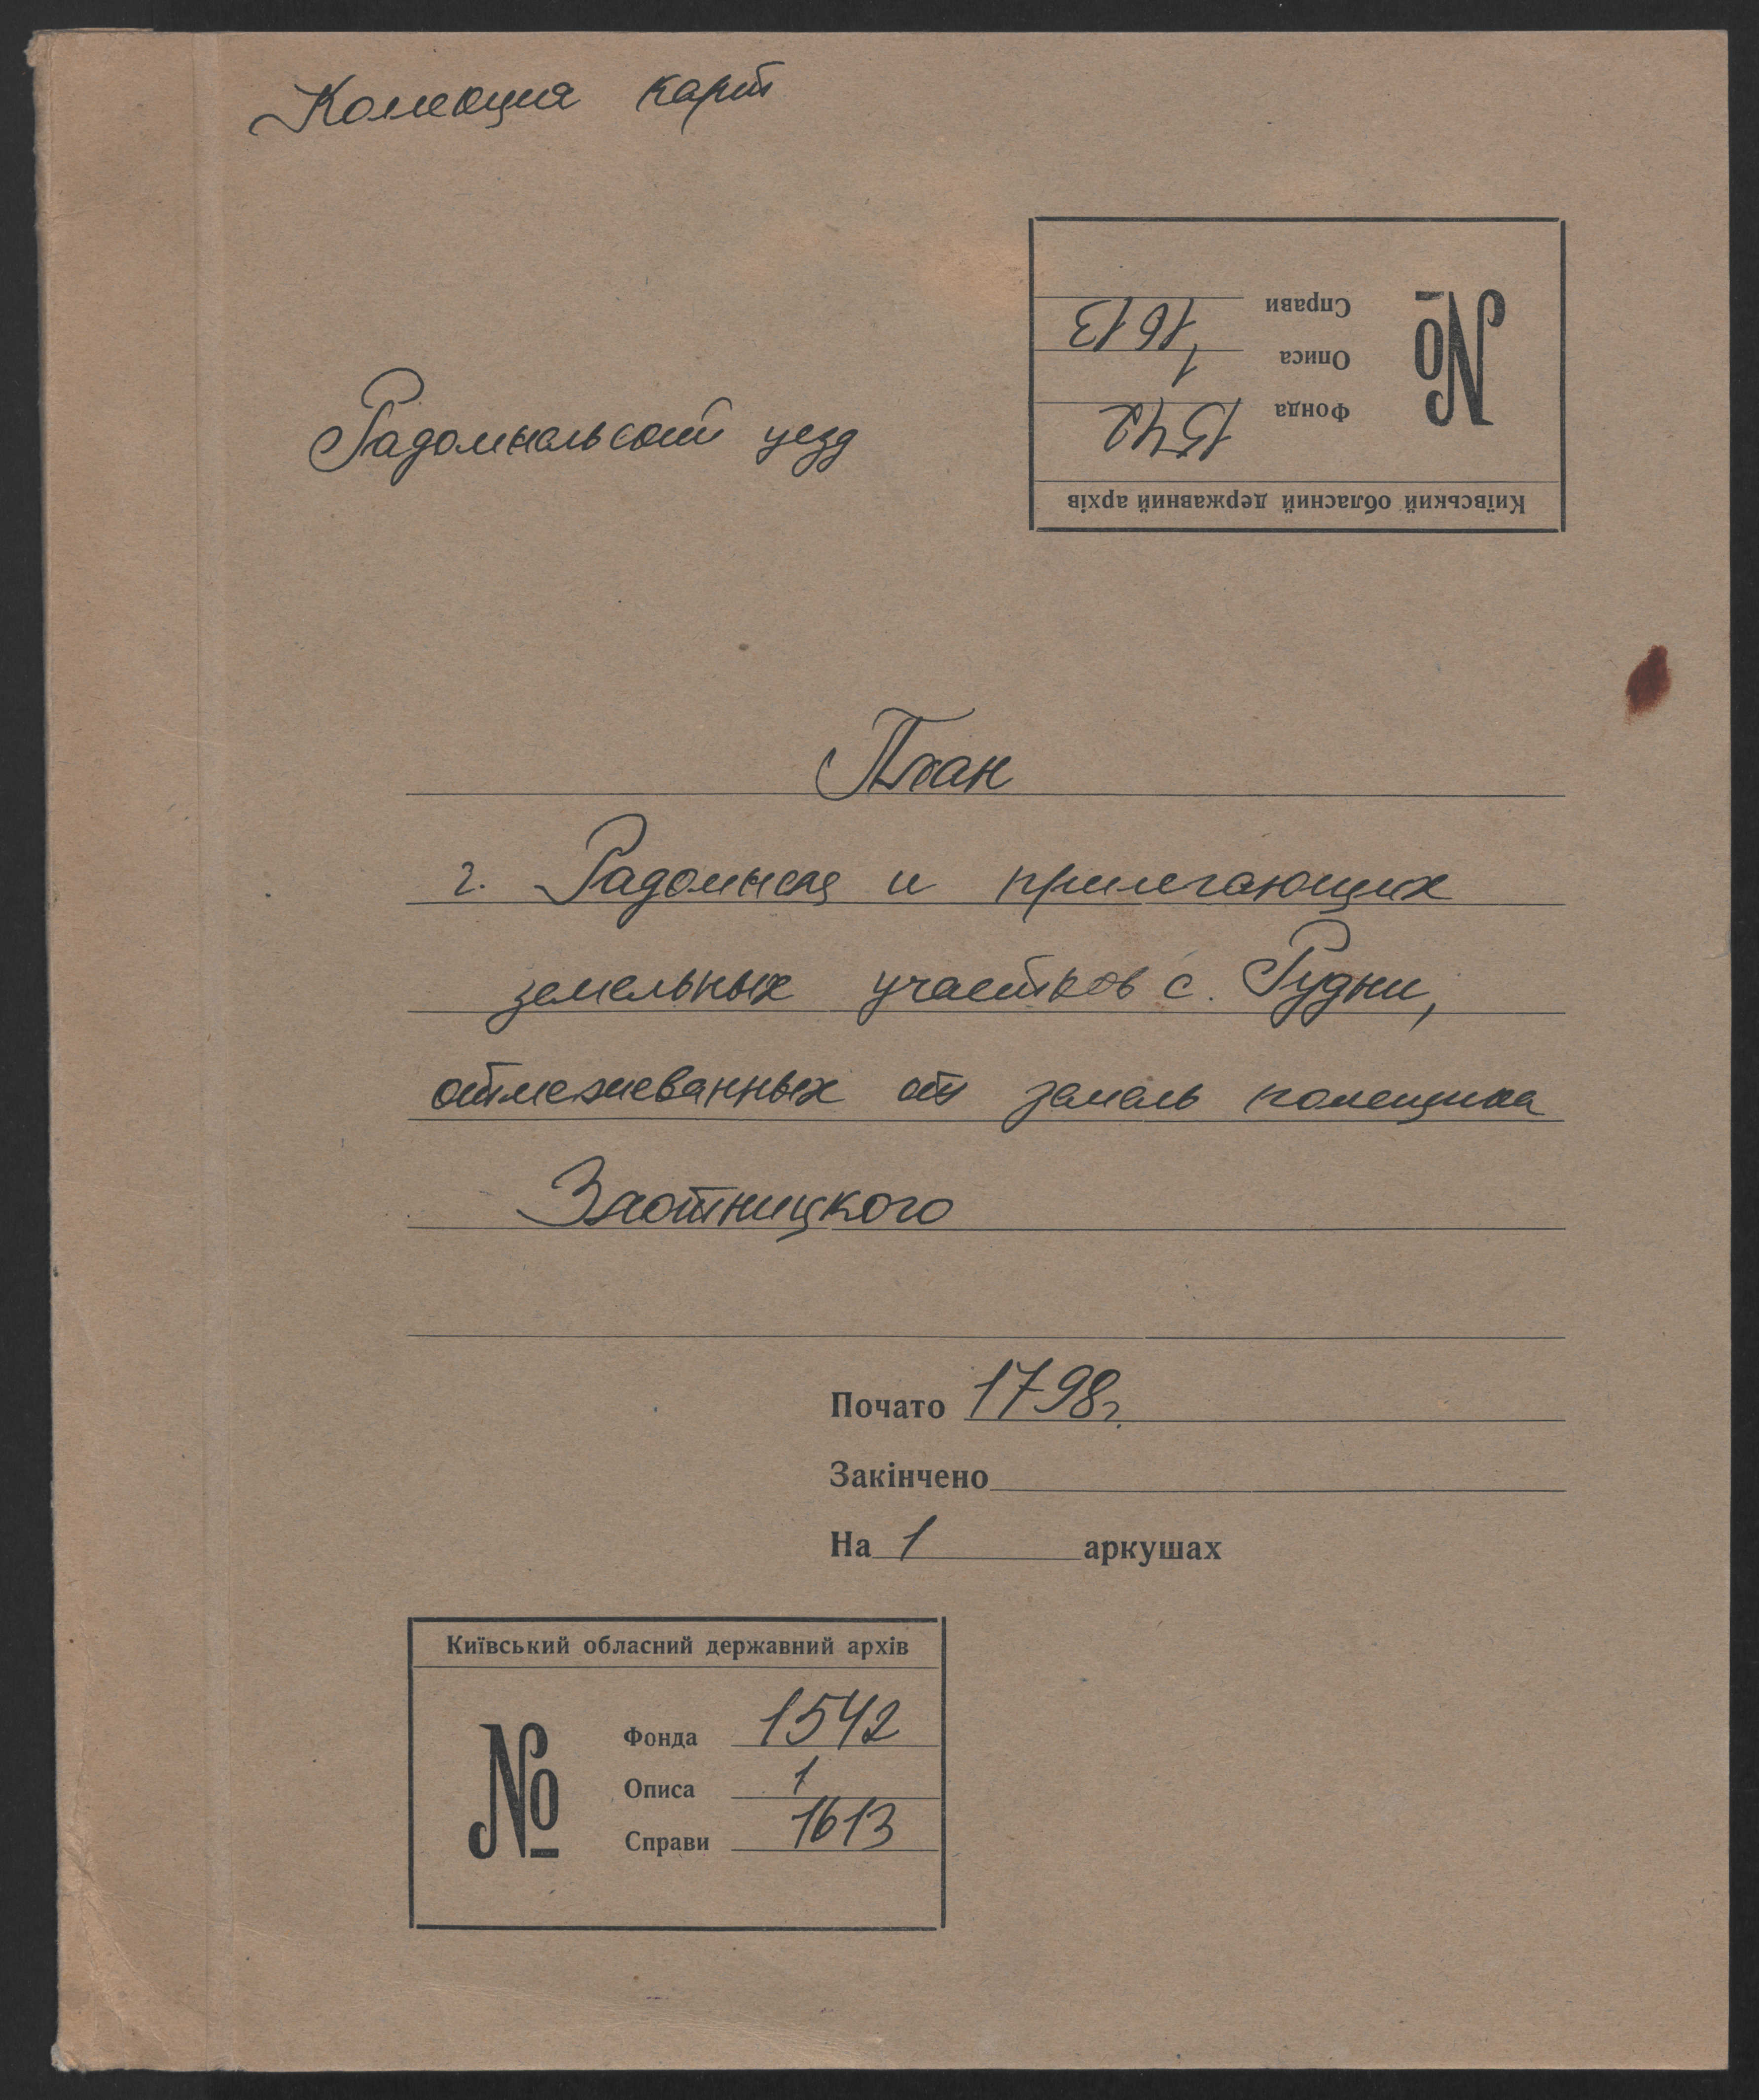 Коллекция карт
Справи 1613
Описа 1
Фонда 1542
№
Київський обласний державний архів
Радомысльский уезд
План
г. Радомысля и прилегающих
земельных участков с. Рудни,
отмежеванных от земель помещика
Злотницкого
Почато 1798г.
Закінчено
На 1 аркушах
Київський обласний державний архів
№
Фонда 1542
Описа 1
Справи 1613